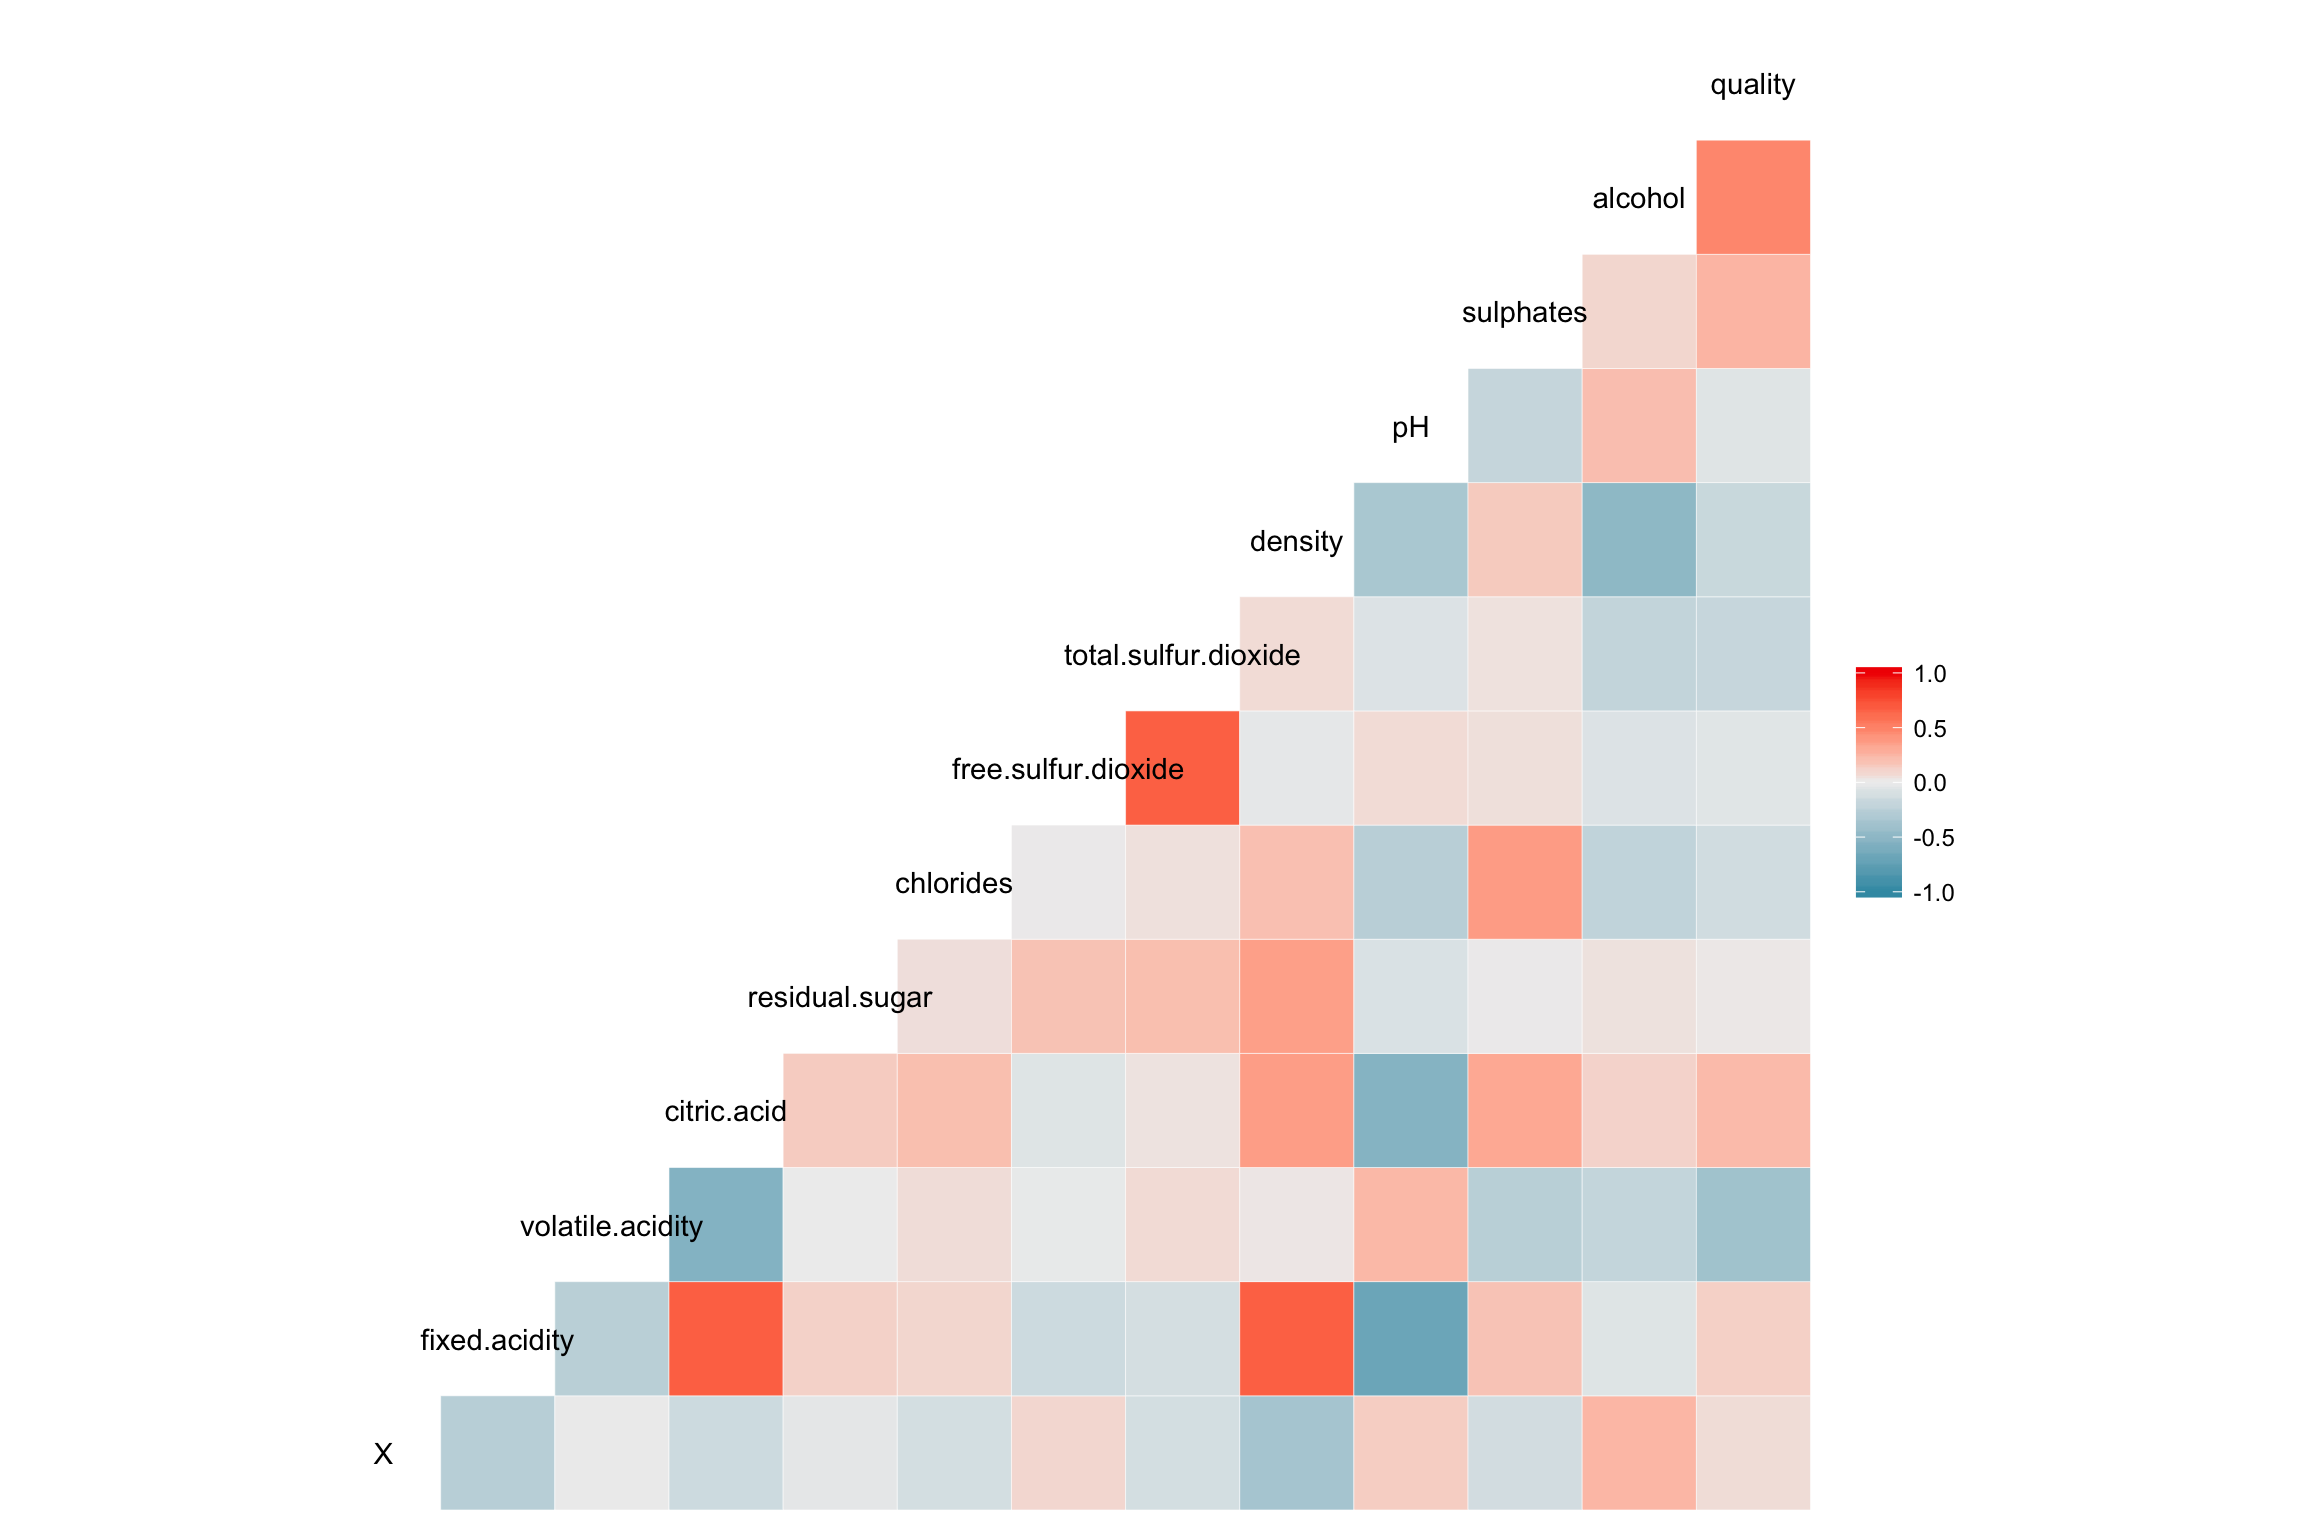 quality
alcohol
sulphates
pH
density
total.sulfur.dioxide
free.sulfur.dioxide
chlorides
residual.sugar
citric.acid
volatile.acidity
fixed.acidity
X
1.0
0.5
0.0
-0.5
-1.0